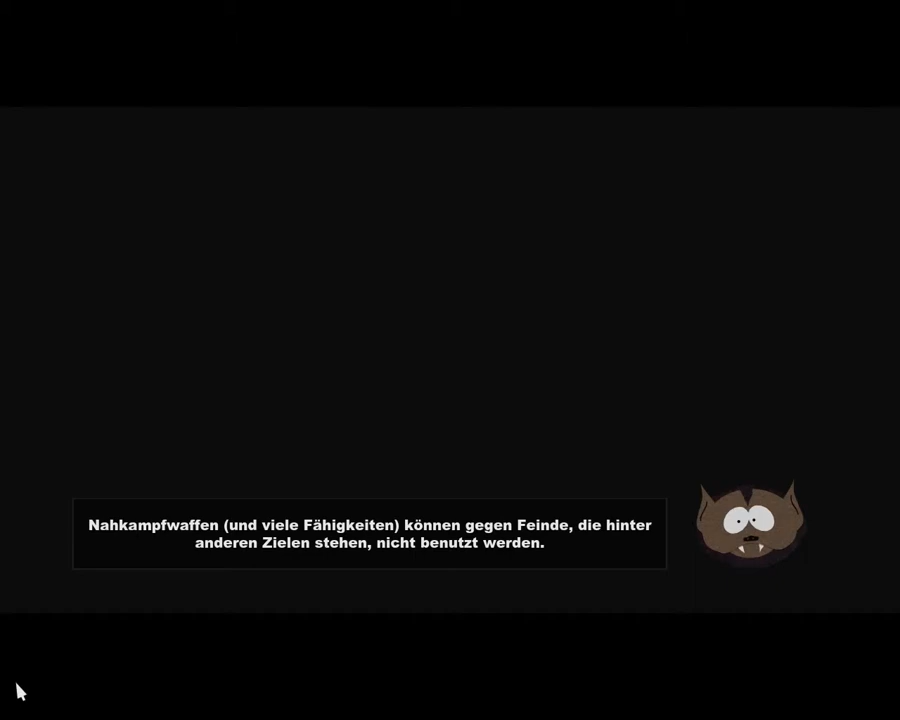 Nahkampfwaffen (und viele Fähigkeiten) können gegen Feinde, die hinter
anderen Zielen stehen, nicht benutzt werden.